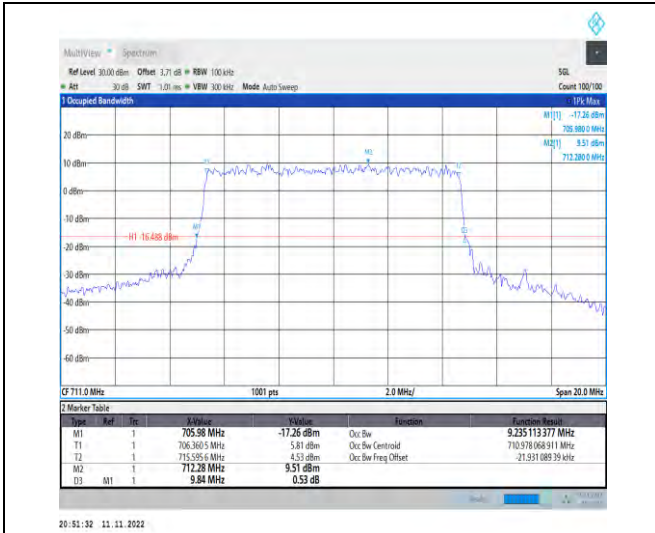 MultiView Spectrum
Ref Level 30.00 dBm Offset 3.71 dB RBW 100 kHz SGL
Att 30 dB SWT 1.01 ms VBW 300 kHz Mode Auto Sweep Count 100/100
1 Occupied Bandwidth 1Pk Max
M1[1] -17.26 dBm
705.9800 MHz
M2[1] 9.51 dBm
712.2800 MHz
20 dBm
M2
10 dBm
T1 T2
0 dBm
-10 dBm
M1 D3
H1 -16.488 dBm
-20 dBm
-30 dBm
-40 dBm
-50 dBm
-60 dBm
CF 711.0 MHz 1001 pts 2.0 MHz/ Span 20.0 MHz
2 Marker Table
Type Ref Trc X-Value Y-Value Function Function Result
M1 1 705.98 MHz -17.26 dBm Occ Bw 9.235 113 377 MHz
T1 1 706.360 5 MHz 5.81 dBm Occ Bw Centroid 710.978 068 911 MHz
T2 1 715.595 6 MHz 4.53 dBm Occ Bw Freq Offset -21.931 089 39 kHz
M2 1 712.28 MHz 9.51 dBm
D3 M1 1 9.84 MHz 0.53 dB
20:51:32 11.11.2022